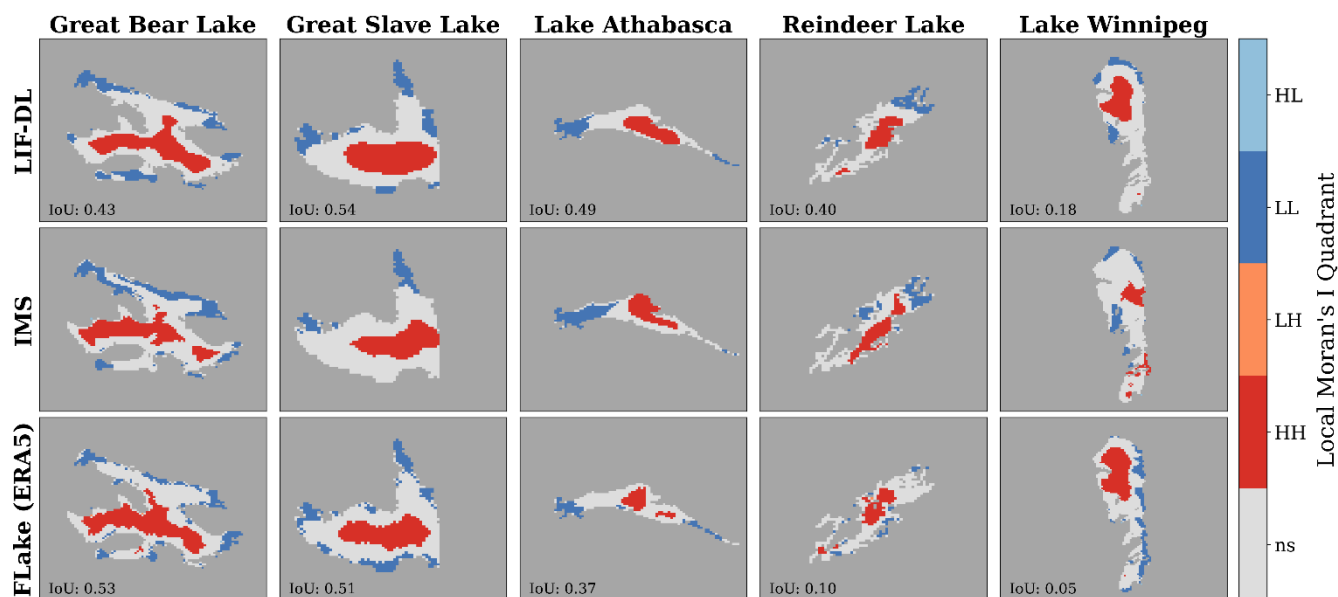 Great Bear Lake
Great Slave Lake
Lake Athabasca
Reindeer Lake
Lake Winnipeg
LIF-DL
IoU: 0.43
IoU: 0.54
IoU: 0.49
IoU: 0.40
IoU: 0.18
IMS
FLake (ERA5)
IoU: 0.53
IoU: 0.51
IoU: 0.37
IoU: 0.10
IoU: 0.05
HL
LL
LH
HH
ns
Local Moran's I Quadrant